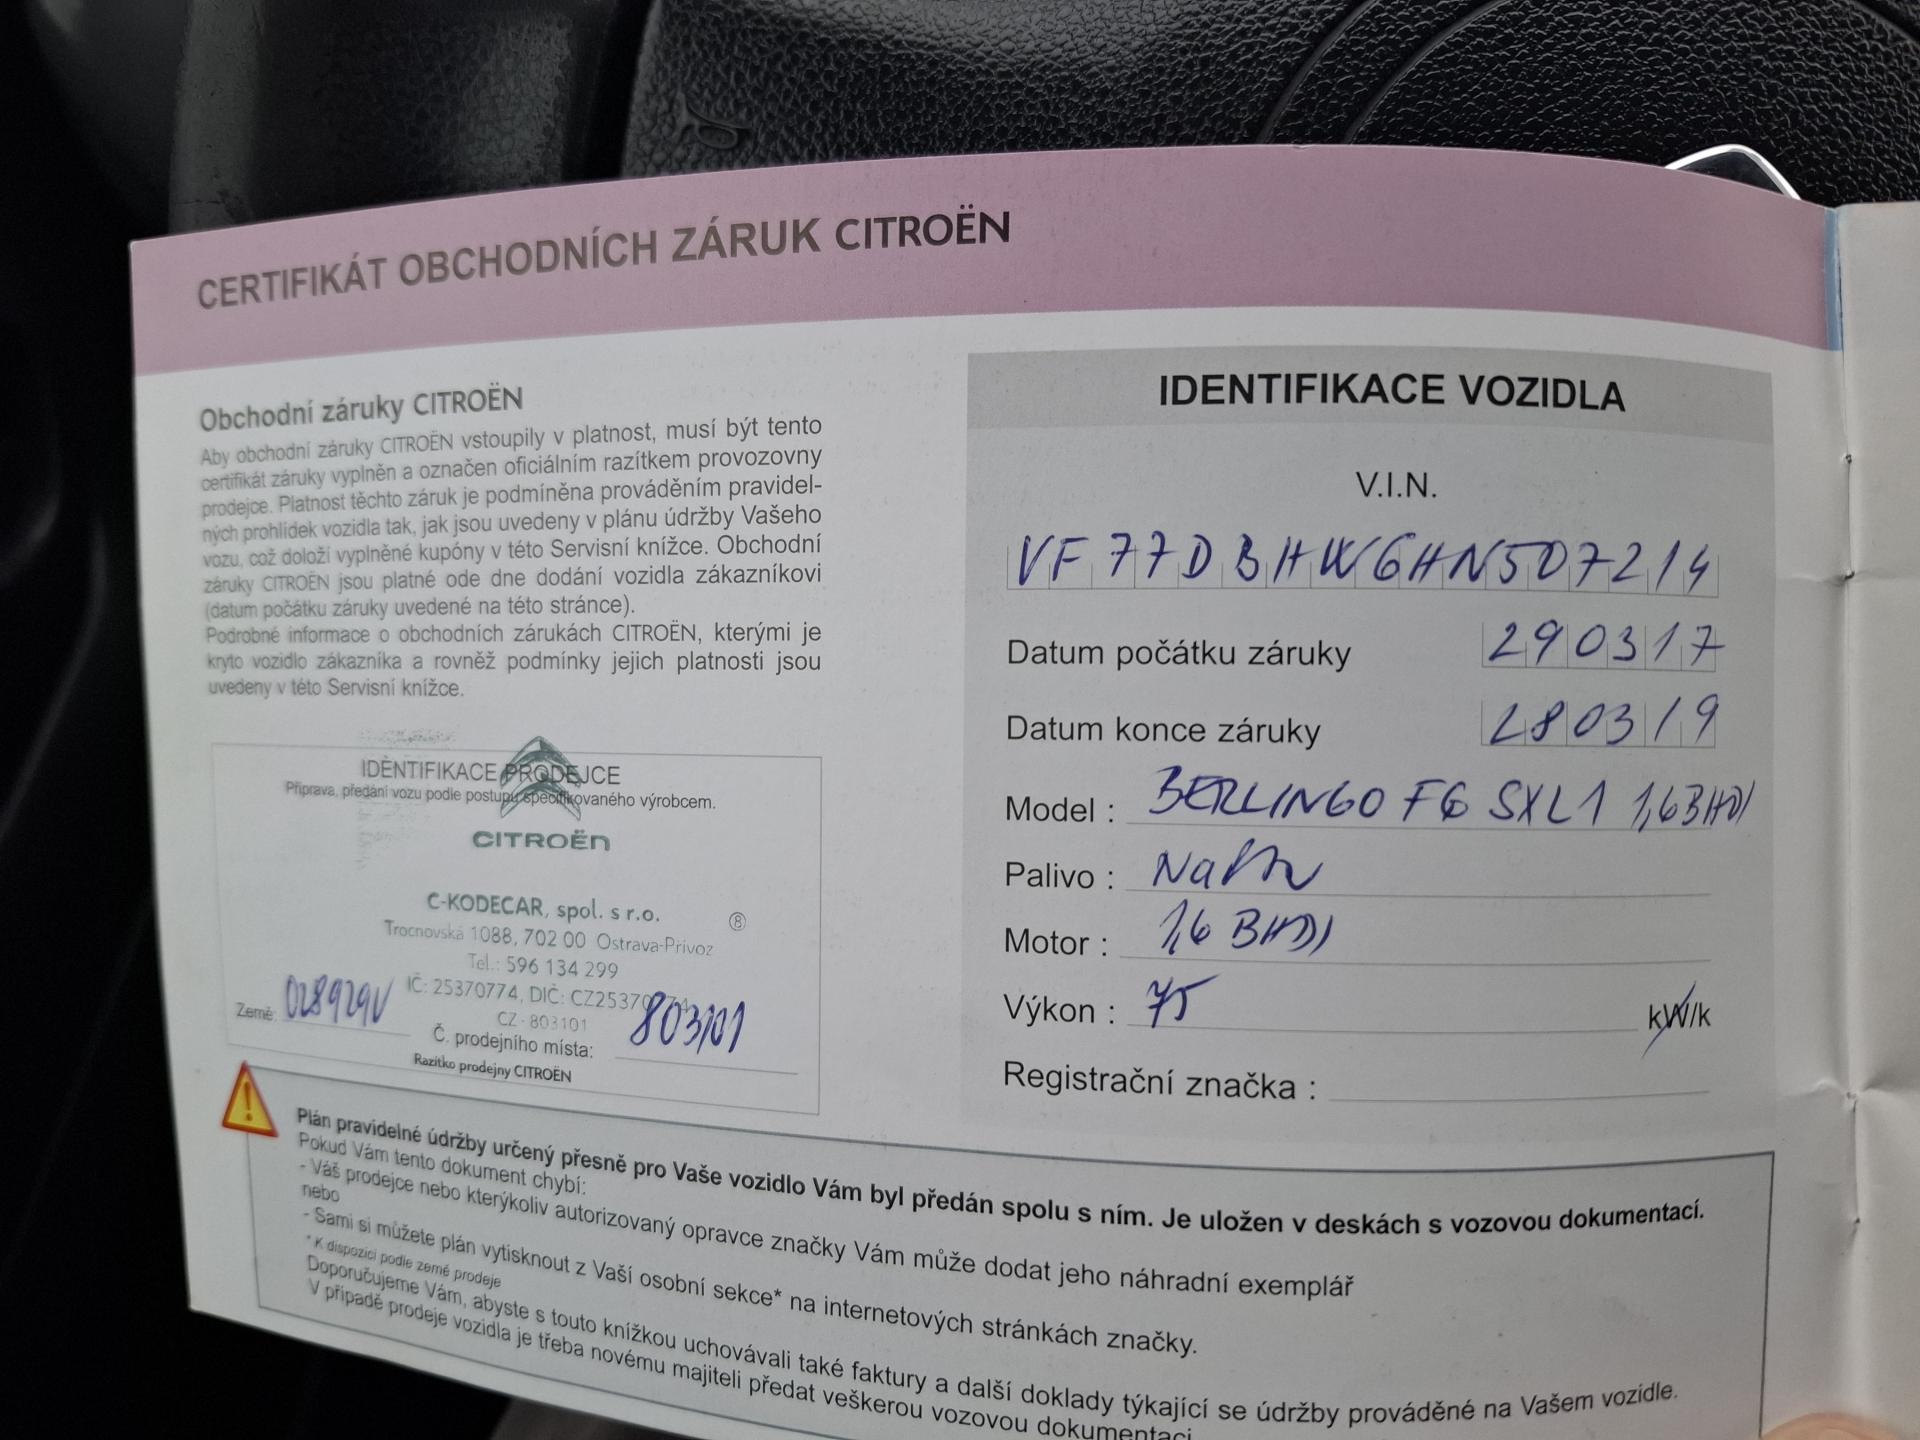 CERTIFIKÁT OBCHODNÍCH ZÁRUK CITROËN
Obchodní záruky CITROËN
Aby obchodní záruky CITROËN vstoupily v platnost, musí být tento
certifikát záruky vyplněn a označen oficiálním razítkem provozovny
prodejce. Platnost těchto záruk je podmíněna prováděním pravidel-
ných prohlídek vozidla tak, jak jsou uvedeny v plánu údržby Vašeho
vozu, což doloží vyplněné kupóny v této Servisní knížce. Obchodní
záruky CITROËN jsou platné ode dne dodání vozidla zákazníkovi
(datum počátku záruky uvedené na této stránce).
Podrobné informace o obchodních zárukách CITROËN, kterými je
kryto vozidlo zákazníka a rovněž podmínky jejich platnosti jsou
uvedeny v této Servisní knížce.
IDENTIFIKACE PRODEJCE
Příprava, předání vozu podle postupu specifikovaného výrobcem.
CITROËN
C-KODECAR, spol. s r.o.
8
Trocnovská 1088, 702 00 Ostrava-Přívoz
Tel.: 596 134 299
IČ: 25370774, DIČ: CZ25370774
CZ - 803101
Země: 028929V
Č. prodejního místa: 803101
Razítko prodejny CITROËN
IDENTIFIKACE VOZIDLA
V.I.N.
VF77DBHW6HN507214
Datum počátku záruky 290317
Datum konce záruky 280319
Model : BERLINGO FG SXL1 1,6 BHDI
Palivo : Nafta
Motor : 1,6 BHDI
Výkon : 75 kW/k
Registrační značka :
Plán pravidelné údržby určený přesně pro Vaše vozidlo Vám byl předán spolu s ním. Je uložen v deskách s vozovou dokumentací.
Pokud Vám tento dokument chybí:
- Váš prodejce nebo kterýkoliv autorizovaný opravce značky Vám může dodat jeho náhradní exemplář
nebo
- Sami si můžete plán vytisknout z Vaší osobní sekce* na internetových stránkách značky.
* K dispozici podle země prodeje
Doporučujeme Vám, abyste s touto knížkou uchovávali také faktury a další doklady týkající se údržby prováděné na Vašem vozidle.
V případě prodeje vozidla je třeba novému majiteli předat veškerou vozovou dokumentaci.